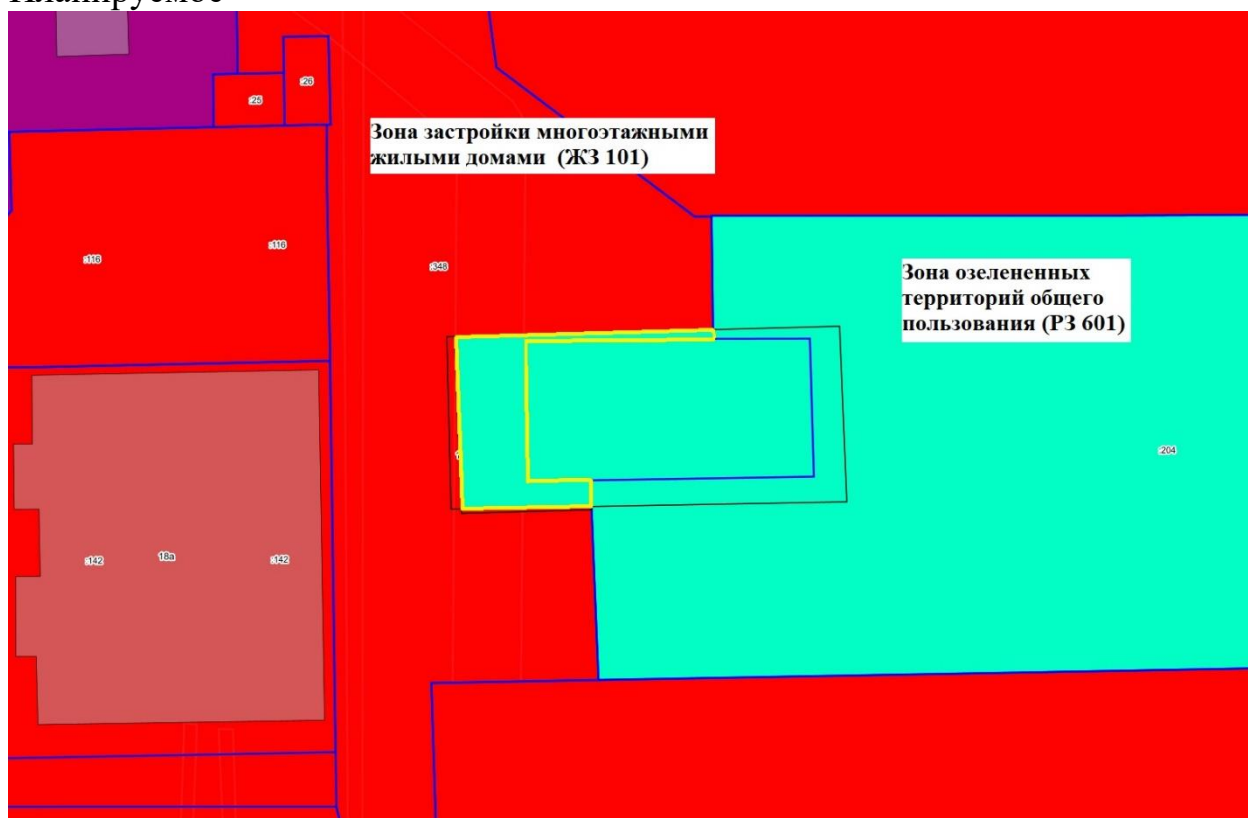 Планируемое
:26
:25
Зона застройки многоэтажными
жилыми домами (ЖЗ 101)
:116
:116
:348
Зона озелененных
территорий общего
пользования (РЗ 601)
:204
:142
18а
:142